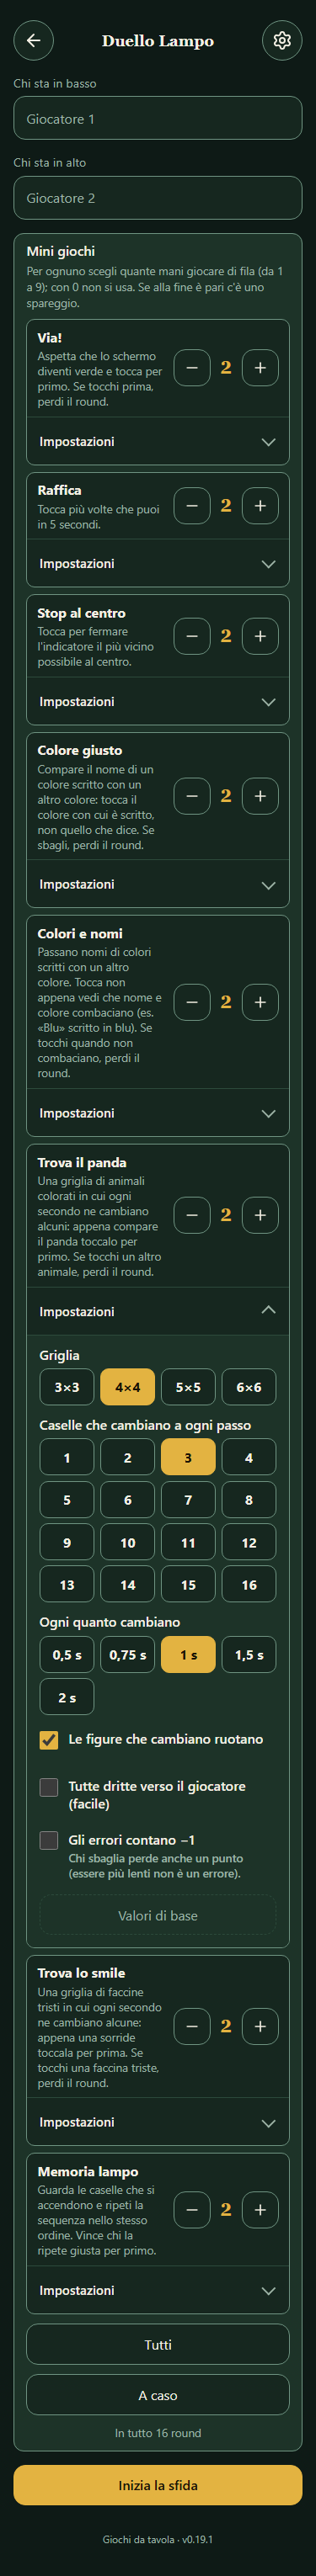 Duello Lampo
Chi sta in basso
Giocatore 1
Chi sta in alto
Giocatore 2
Mini giochi
Per ognuno scegli quante mani giocare di fila (da 1
a 9); con 0 non si usa. Se alla fine è pari c'è uno
spareggio.
Via!
Aspetta che lo schermo
diventi verde e tocca per
primo. Se tocchi prima,
perdi il round.
− 2 +
Impostazioni
Raffica
Tocca più volte che puoi
in 5 secondi.
− 2 +
Impostazioni
Stop al centro
Tocca per fermare
l'indicatore il più vicino
possibile al centro.
− 2 +
Impostazioni
Colore giusto
Compare il nome di un
colore scritto con un
altro colore: tocca il
colore con cui è scritto,
non quello che dice. Se
sbagli, perdi il round.
− 2 +
Impostazioni
Colori e nomi
Passano nomi di colori
scritti con un altro
colore. Tocca non
appena vedi che nome e
colore combaciano (es.
«Blu» scritto in blu). Se
tocchi quando non
combaciano, perdi il
round.
− 2 +
Impostazioni
Trova il panda
Una griglia di animali
colorati in cui ogni
secondo ne cambiano
alcuni: appena compare
il panda toccalo per
primo. Se tocchi un altro
animale, perdi il round.
− 2 +
Impostazioni
Griglia
3×3 4×4 5×5 6×6
Caselle che cambiano a ogni passo
1 2 3 4
5 6 7 8
9 10 11 12
13 14 15 16
Ogni quanto cambiano
0,5 s 0,75 s 1 s 1,5 s
2 s
Le figure che cambiano ruotano
Tutte dritte verso il giocatore
(facile)
Gli errori contano −1
Chi sbaglia perde anche un punto
(essere più lenti non è un errore).
Valori di base
Trova lo smile
Una griglia di faccine
tristi in cui ogni secondo
ne cambiano alcune:
appena una sorride
toccala per prima. Se
tocchi una faccina triste,
perdi il round.
− 2 +
Impostazioni
Memoria lampo
Guarda le caselle che si
accendono e ripeti la
sequenza nello stesso
ordine. Vince chi la
ripete giusta per primo.
− 2 +
Impostazioni
Tutti
A caso
In tutto 16 round
Inizia la sfida
Giochi da tavola · v0.19.1